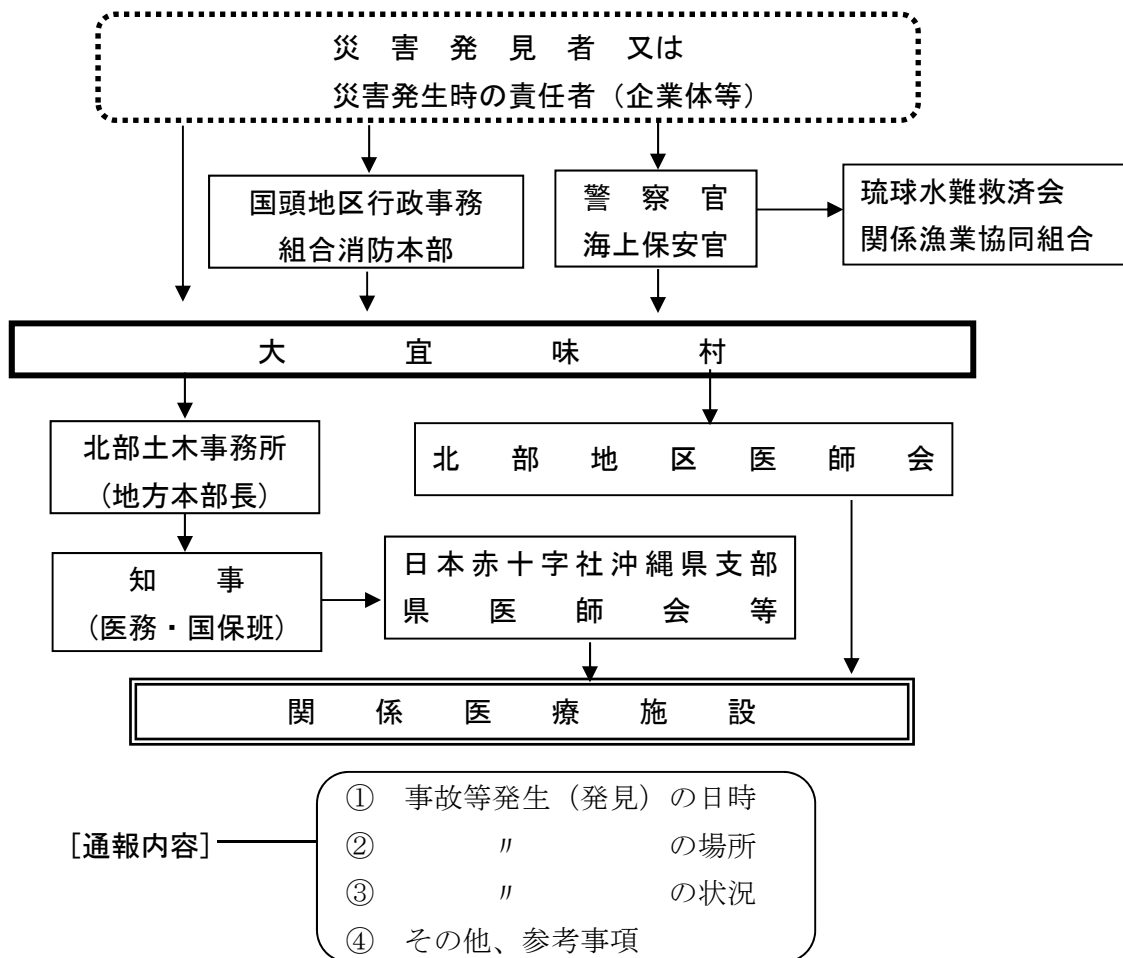 災害発見者又は
災害発生時の責任者（企業体等）
国頭地区行政事務
組合消防本部
警察官
海上保安官
琉球水難救済会
関係漁業協同組合
大宜味村
北部土木事務所
（地方本部長）
北部地区医師会
知事
（医務・国保班）
日本赤十字社沖縄県支部
県医師会等
関係医療施設
[通報内容]
① 事故等発生（発見）の日時
② 〃 の場所
③ 〃 の状況
④ その他、参考事項